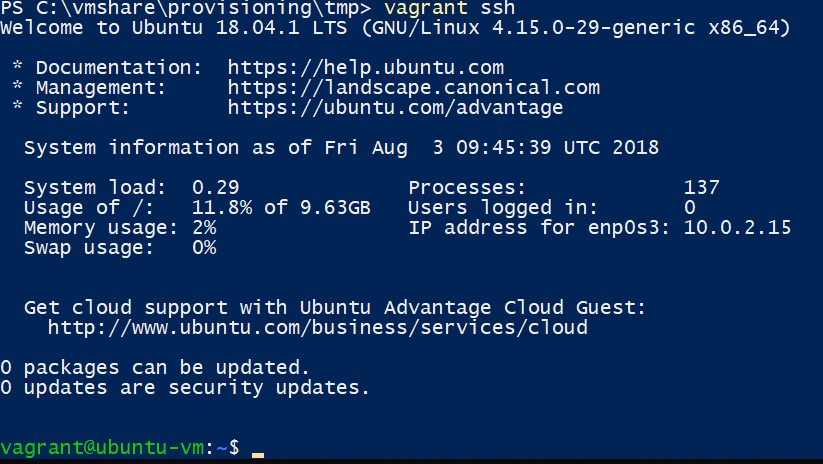 PS C:\vmshare\provisioning\tmp> vagrant ssh
Welcome to Ubuntu 18.04.1 LTS (GNU/Linux 4.15.0-29-generic x86_64)
* Documentation:  https://help.ubuntu.com
* Management:     https://landscape.canonical.com
* Support:        https://ubuntu.com/advantage
System information as of Fri Aug  3 09:45:39 UTC 2018
System load:  0.29              Processes:             137
Usage of /:   11.8% of 9.63GB   Users logged in:       0
Memory usage: 2%                IP address for enp0s3: 10.0.2.15
Swap usage:   0%
Get cloud support with Ubuntu Advantage Cloud Guest:
http://www.ubuntu.com/business/services/cloud
0 packages can be updated.
0 updates are security updates.
vagrant@ubuntu-vm:~$ _